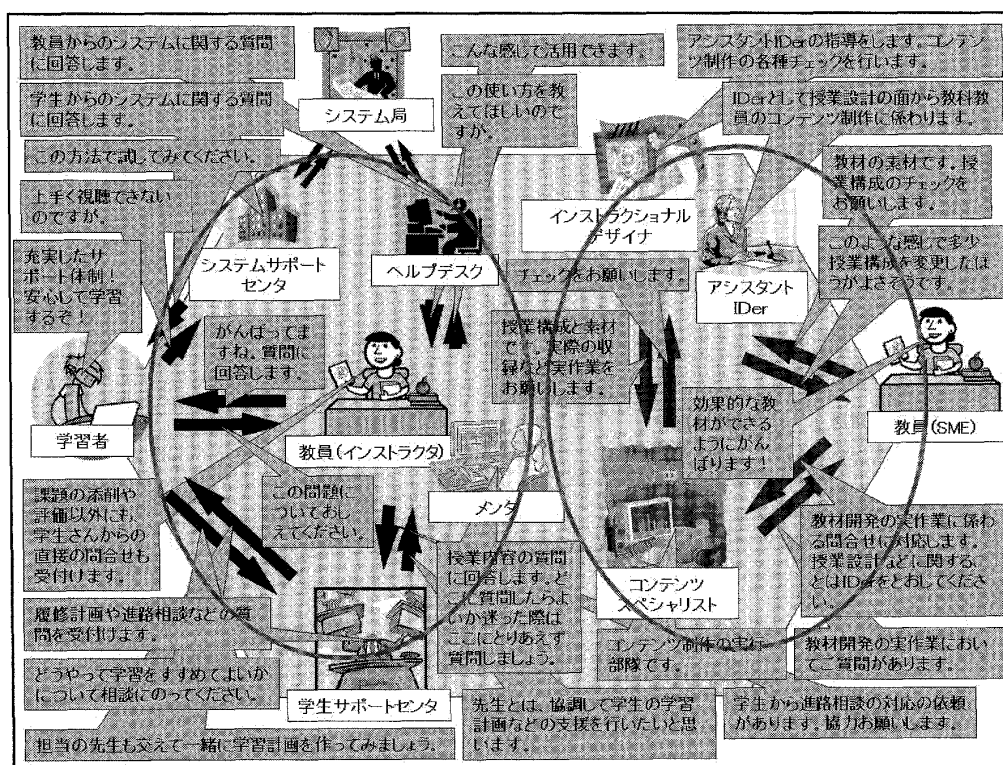 教員からのシステムに関する質問
に回答します。
学生からのシステムに関する質問
に回答します。
この方法で試してみてください。
上手く視聴できない
のですが。
充実したサ
ポート体制！
安心して学習
するぞ！
システム局
こんな感じで活用できます。
この使い方を教
えてほしいので
すが。
アシスタントIDerの指導をします。コンテン
ツ制作の各種チェックを行います。
IDerとして授業設計の面から教科教
員のコンテンツ制作に係わります。
教材の素材です。授
業構成のチェックを
お願いします。
このような感じで多少
授業構成を変更したほ
うがよさそうです。
システムサポート
センタ
ヘルプデスク
インストラクショナル
デザイナ
アシスタント
IDer
チェックをお願いします。
がんばってま
すね。質問に
回答します。
授業構成と素材
です。実際の収
録など実作業を
お願いします。
効果的な教
材ができる
ようにがん
ばります！
学習者
教員(インストラクタ)
教員(SME)
メンタ
コンテンツ
スペシャリスト
課題の添削や
評価以外にも、
学生さんからの
直接の問合せも
受付けます。
この問題に
ついておし
えてください。
授業内容の質問
に回答します。ど
こに質問したらよ
いか迷った際は
ここにとりあえず
質問しましょう。
教材開発の実作業に係わ
る問合せに対応します。
授業設計などに関するこ
とはIDerをとおしてくださ
い。
履修計画や進路相談などの質
問を受付けます。
コンテンツ制作の実行
部隊です。
教材開発の実作業におい
てご質問があります。
どうやって学習をすすめてよいか
について相談にのってください。
学生サポートセンタ
先生とは、協調して学生の学習
計画などの支援を行いたいと思
います。
学生から進路相談の対応の依頼
があります。協力お願いします。
担当の先生も交えて一緒に学習計画を作ってみましょう。